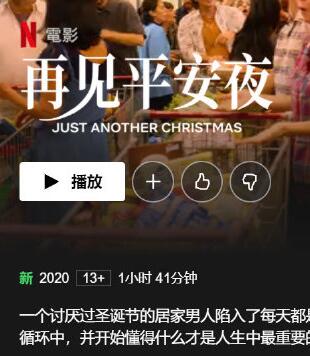 N 電影
再见平安夜
JUST ANOTHER CHRISTMAS
播放
新 2020 13+ 1小时 41分钟
一个讨厌过圣诞节的居家男人陷入了每天都是
循环中，并开始懂得什么才是人生中最重要的